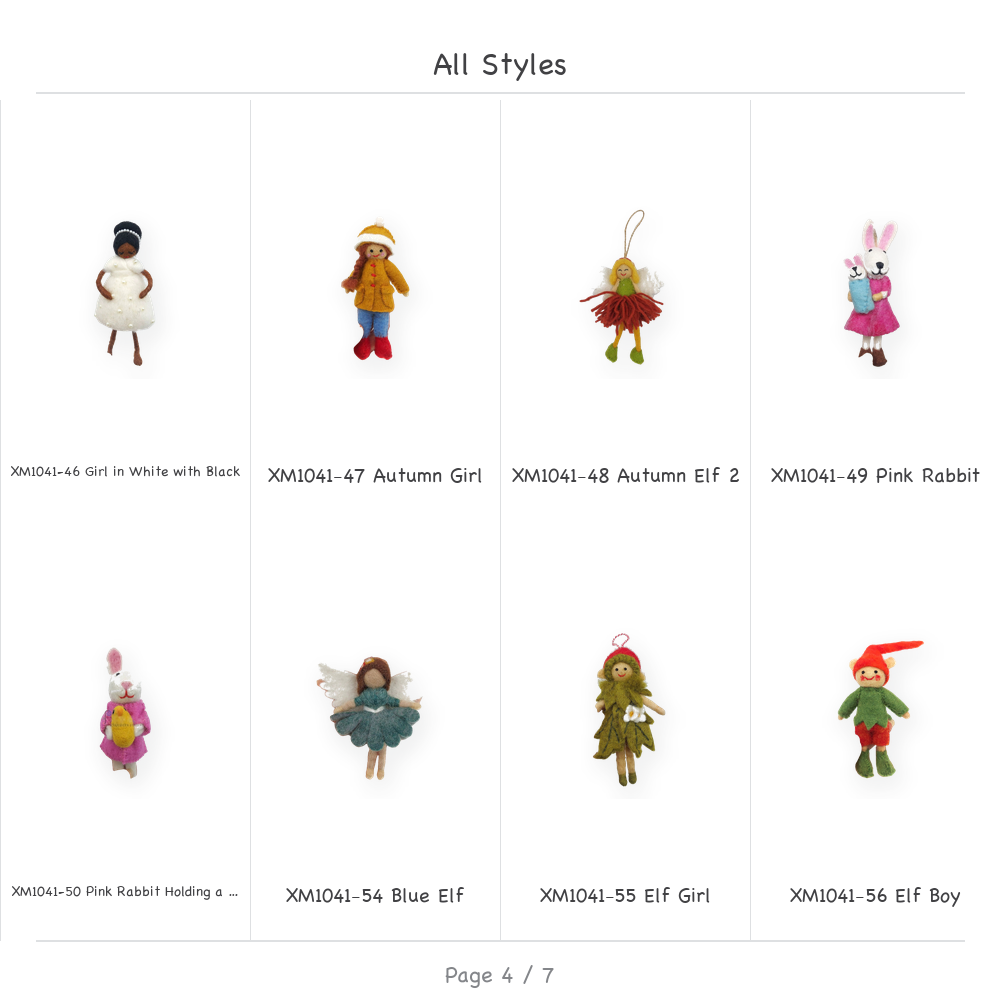 All Styles
XM1041-46 Girl in White with Black
XM1041-47 Autumn Girl
XM1041-48 Autumn Elf 2
XM1041-49 Pink Rabbit
XM1041-50 Pink Rabbit Holding a ...
XM1041-54 Blue Elf
XM1041-55 Elf Girl
XM1041-56 Elf Boy
Page 4 / 7